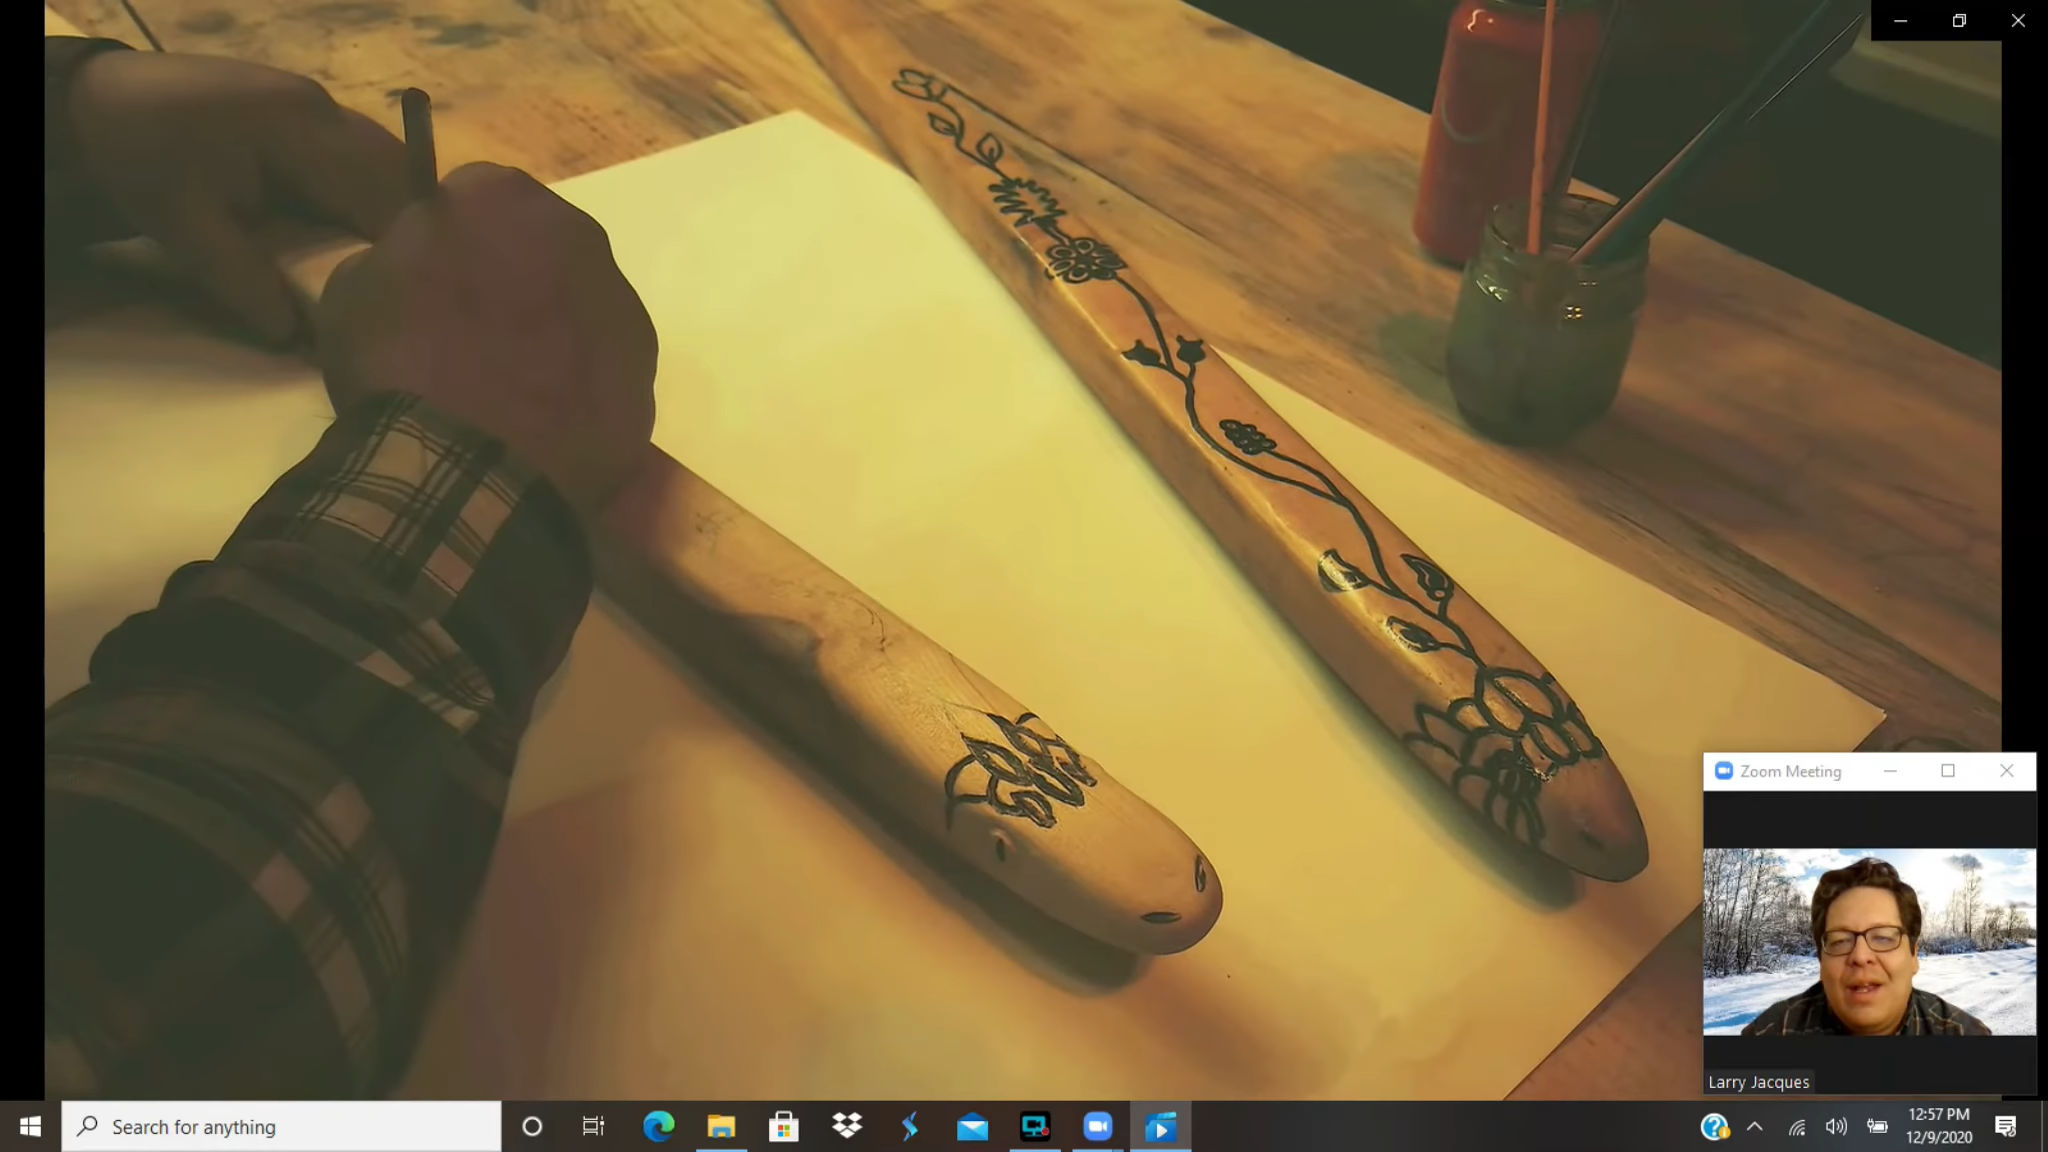 Zoom Meeting
Larry Jacques
Search for anything
12:57 PM
12/9/2020